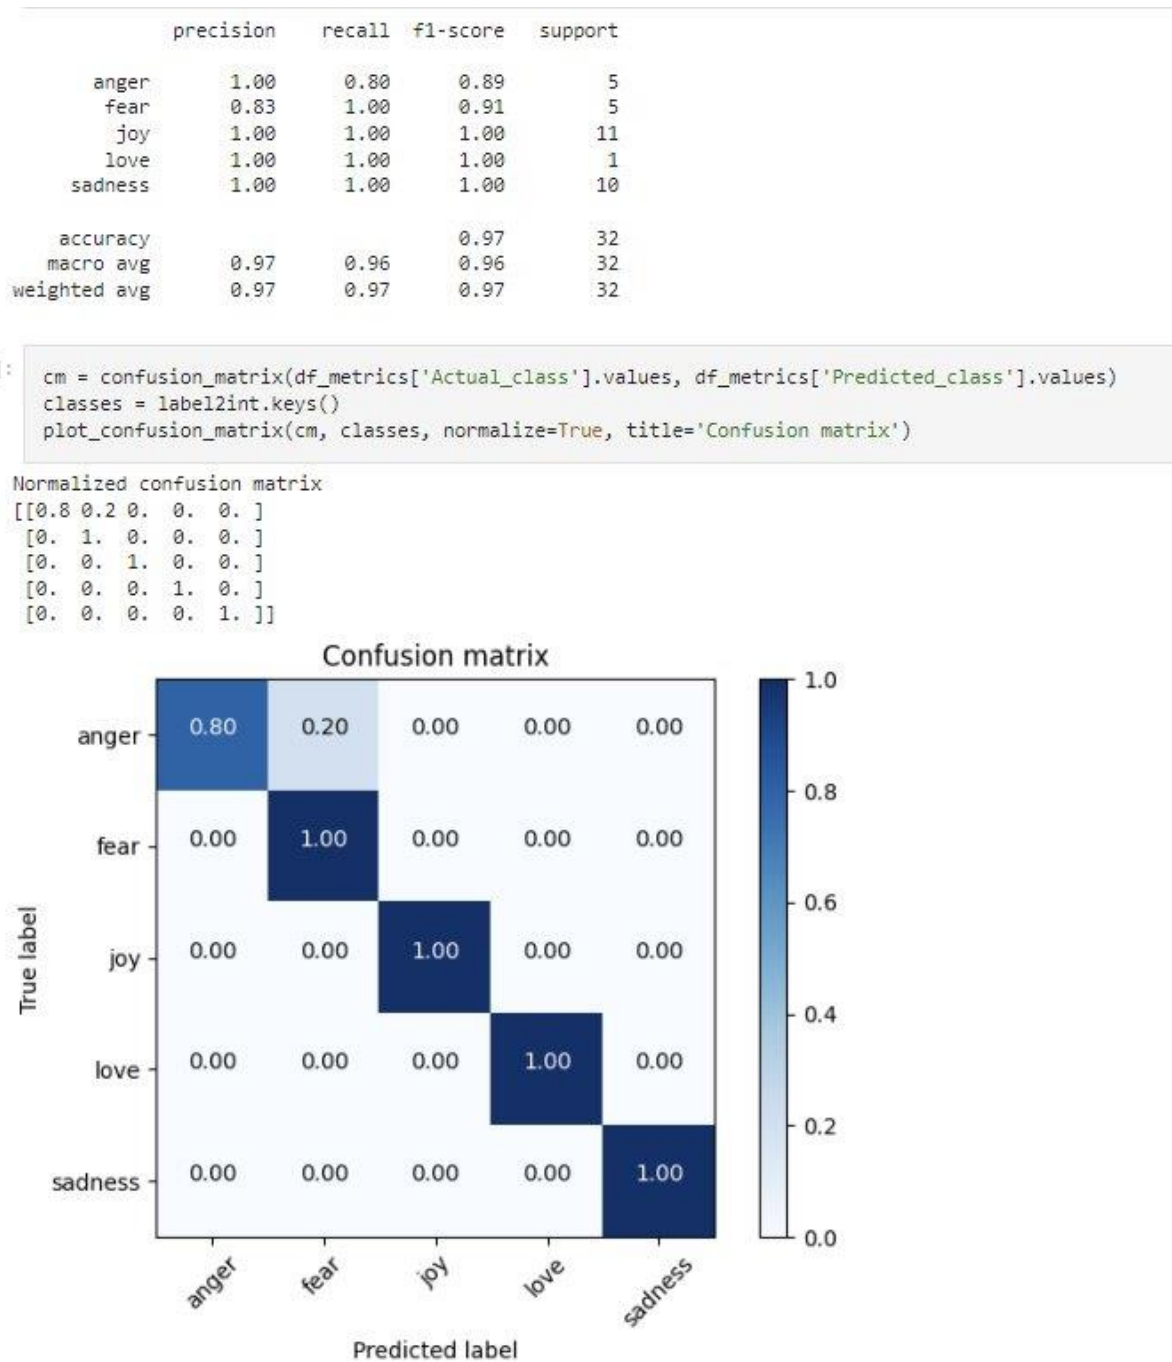 precision recall f1-score support
anger 1.00 0.80 0.89 5
fear 0.83 1.00 0.91 5
joy 1.00 1.00 1.00 11
love 1.00 1.00 1.00 1
sadness 1.00 1.00 1.00 10
accuracy 0.97 32
macro avg 0.97 0.96 0.96 32
weighted avg 0.97 0.97 0.97 32
]:
cm = confusion_matrix(df_metrics['Actual_class'].values, df_metrics['Predicted_class'].values)
classes = label2int.keys()
plot_confusion_matrix(cm, classes, normalize=True, title='Confusion matrix')
Normalized confusion matrix
[[0.8 0.2 0. 0. 0. ]
[0. 1. 0. 0. 0. ]
[0. 0. 1. 0. 0. ]
[0. 0. 0. 1. 0. ]
[0. 0. 0. 0. 1. ]]
Confusion matrix
1.0
anger 0.80 0.20 0.00 0.00 0.00
0.8
fear 0.00 1.00 0.00 0.00 0.00
0.6
True label
joy 0.00 0.00 1.00 0.00 0.00
0.4
love 0.00 0.00 0.00 1.00 0.00
0.2
sadness 0.00 0.00 0.00 0.00 1.00
0.0
anger fear joy love sadness
Predicted label